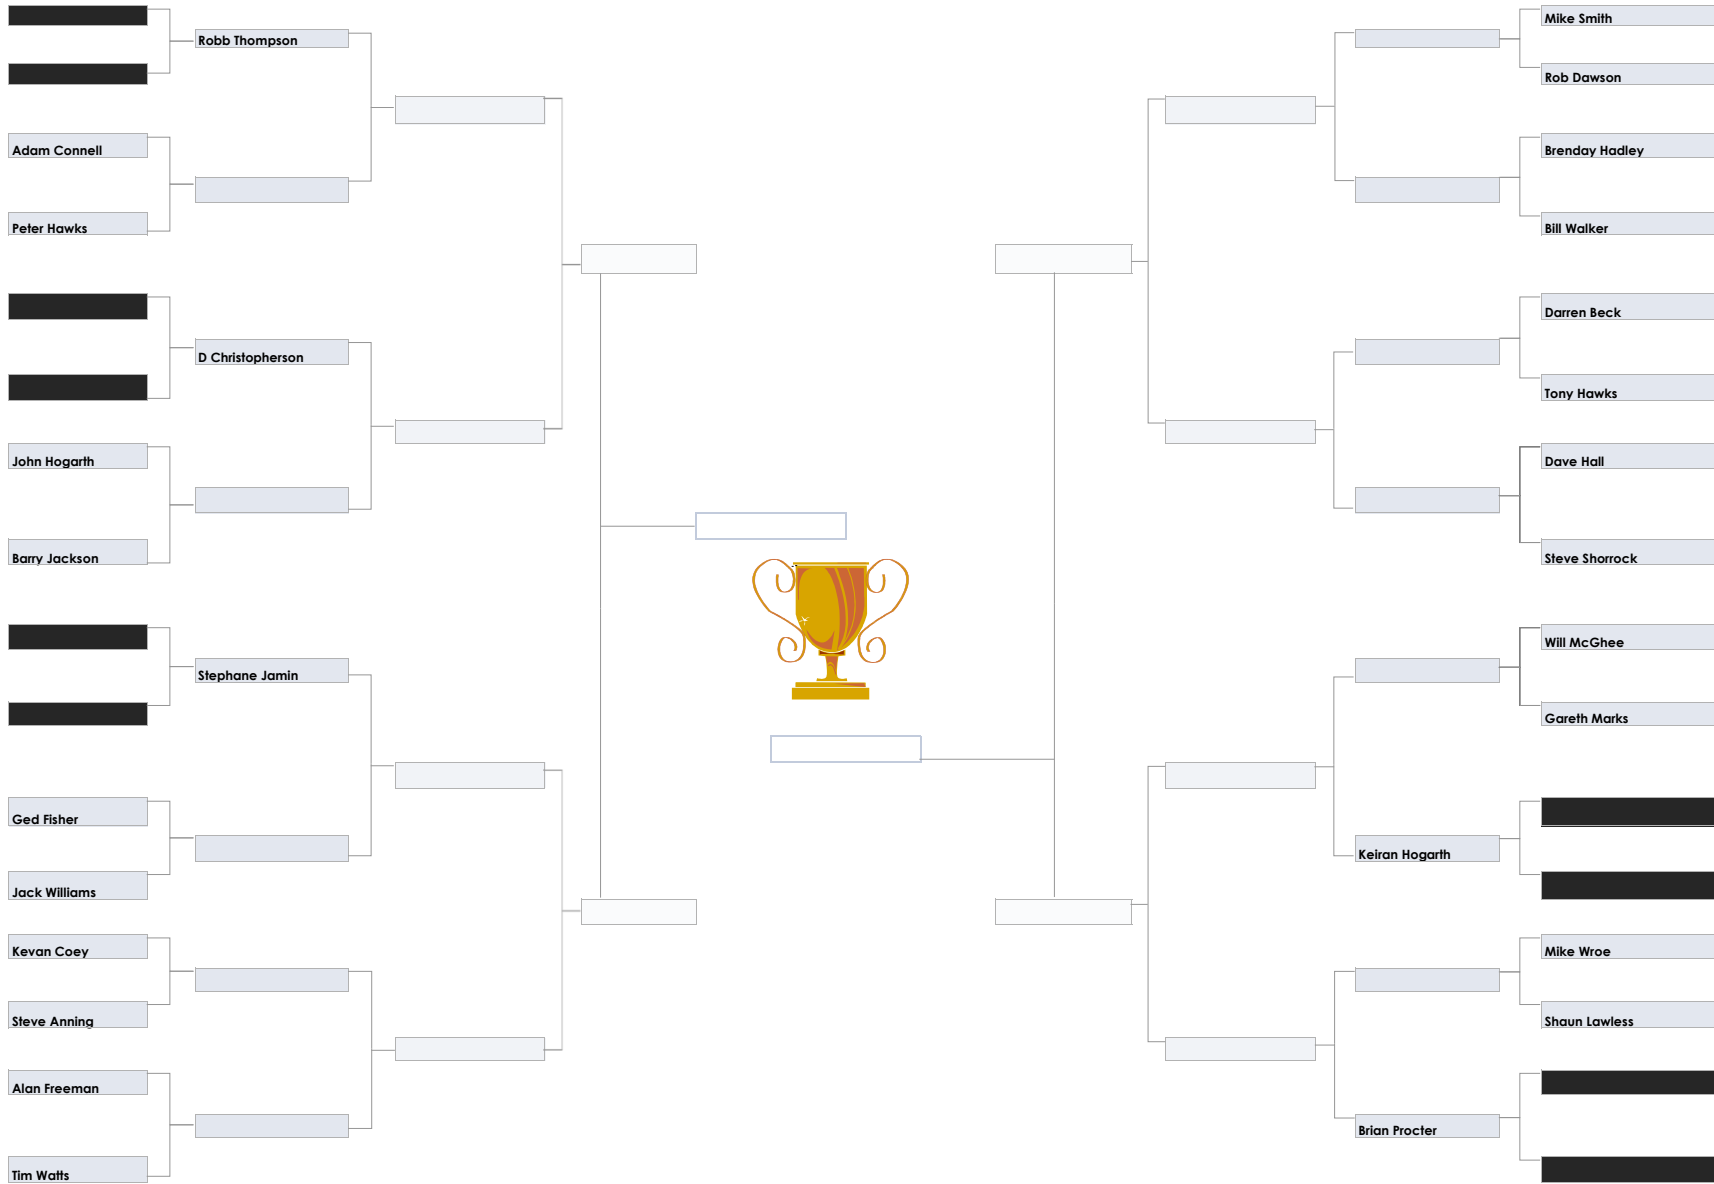 Mike Smith
Robb Thompson
Rob Dawson
Adam Connell
Brenday Hadley
Peter Hawks
Bill Walker
Darren Beck
D Christopherson
Tony Hawks
John Hogarth
Dave Hall
Barry Jackson
Steve Shorrock
Will McGhee
Stephane Jamin
Gareth Marks
Ged Fisher
Keiran Hogarth
Jack Williams
Kevan Coey
Mike Wroe
Steve Anning
Shaun Lawless
Alan Freeman
Brian Procter
Tim Watts